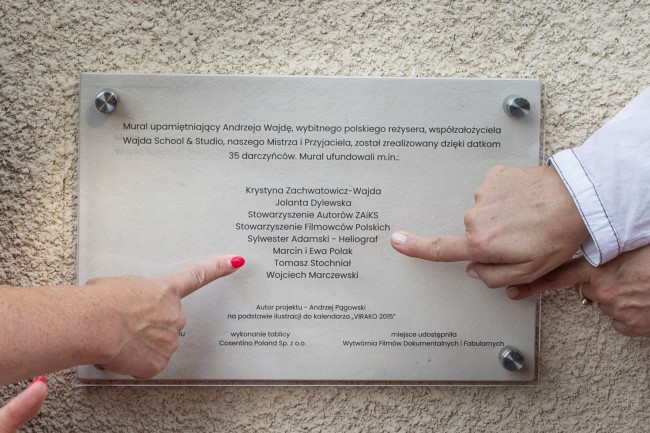 Mural upamiętniający Andrzeja Wajdę, wybitnego polskiego reżysera, współzałożyciela
Wajda School & Studio, naszego Mistrza i Przyjaciela, został zrealizowany dzięki datkom
35 darczyńców. Mural ufundowali m.in.:
Krystyna Zachwatowicz-Wajda
Jolanta Dylewska
Stowarzyszenie Autorów ZAiKS
Stowarzyszenie Filmowców Polskich
Sylwester Adamski - Heliograf
Marcin i Ewa Polak
Tomasz Stochniał
Wojciech Marczewski
Autor projektu - Andrzej Pągowski
na podstawie ilustracji do kalendarza „VIRAKO 2015”
wykonanie tablicy
Cosentino Poland Sp. z o.o.
miejsce udostępniła
Wytwórnia Filmów Dokumentalnych i Fabularnych